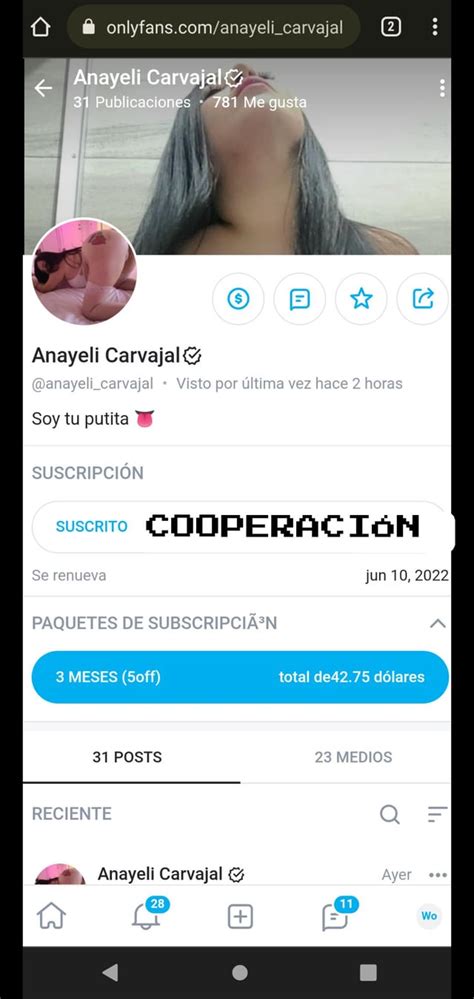 onlyfans.com/anayeli_carvajal 2
Anayeli Carvajal
31 Publicaciones • 781 Me gusta
Anayeli Carvajal
@anayeli_carvajal • Visto por última vez hace 2 horas
Soy tu putita 👅
SUSCRIPCIÓN
SUSCRITO COOPERACIÓN
Se renueva jun 10, 2022
PAQUETES DE SUBSCRIPCIÃ³N
3 MESES (5off) total de42.75 dólares
31 POSTS 23 MEDIOS
RECIENTE
Anayeli Carvajal Ayer
28 11 Wo